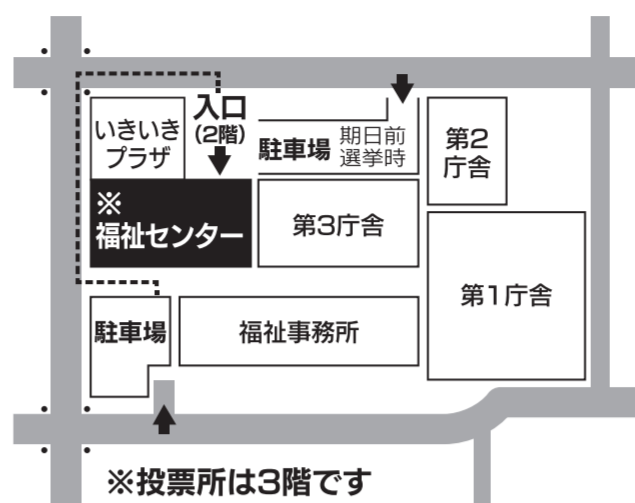 入口
(2階)
いきいき
プラザ
駐車場
期日前
選挙時
第2
庁舎
※
福祉センター
第3庁舎
第1庁舎
駐車場
福祉事務所
※投票所は3階です